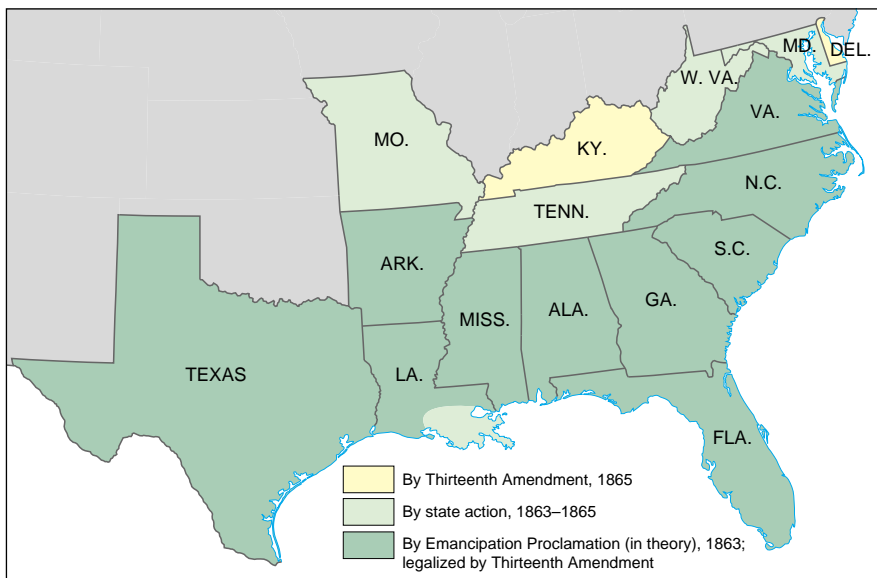 MD.
DEL.
W. VA.
VA.
MO.
KY.
N.C.
TENN.
S.C.
ARK.
GA.
MISS.
ALA.
TEXAS
LA.
FLA.
By Thirteenth Amendment, 1865
By state action, 1863–1865
By Emancipation Proclamation (in theory), 1863;
legalized by Thirteenth Amendment